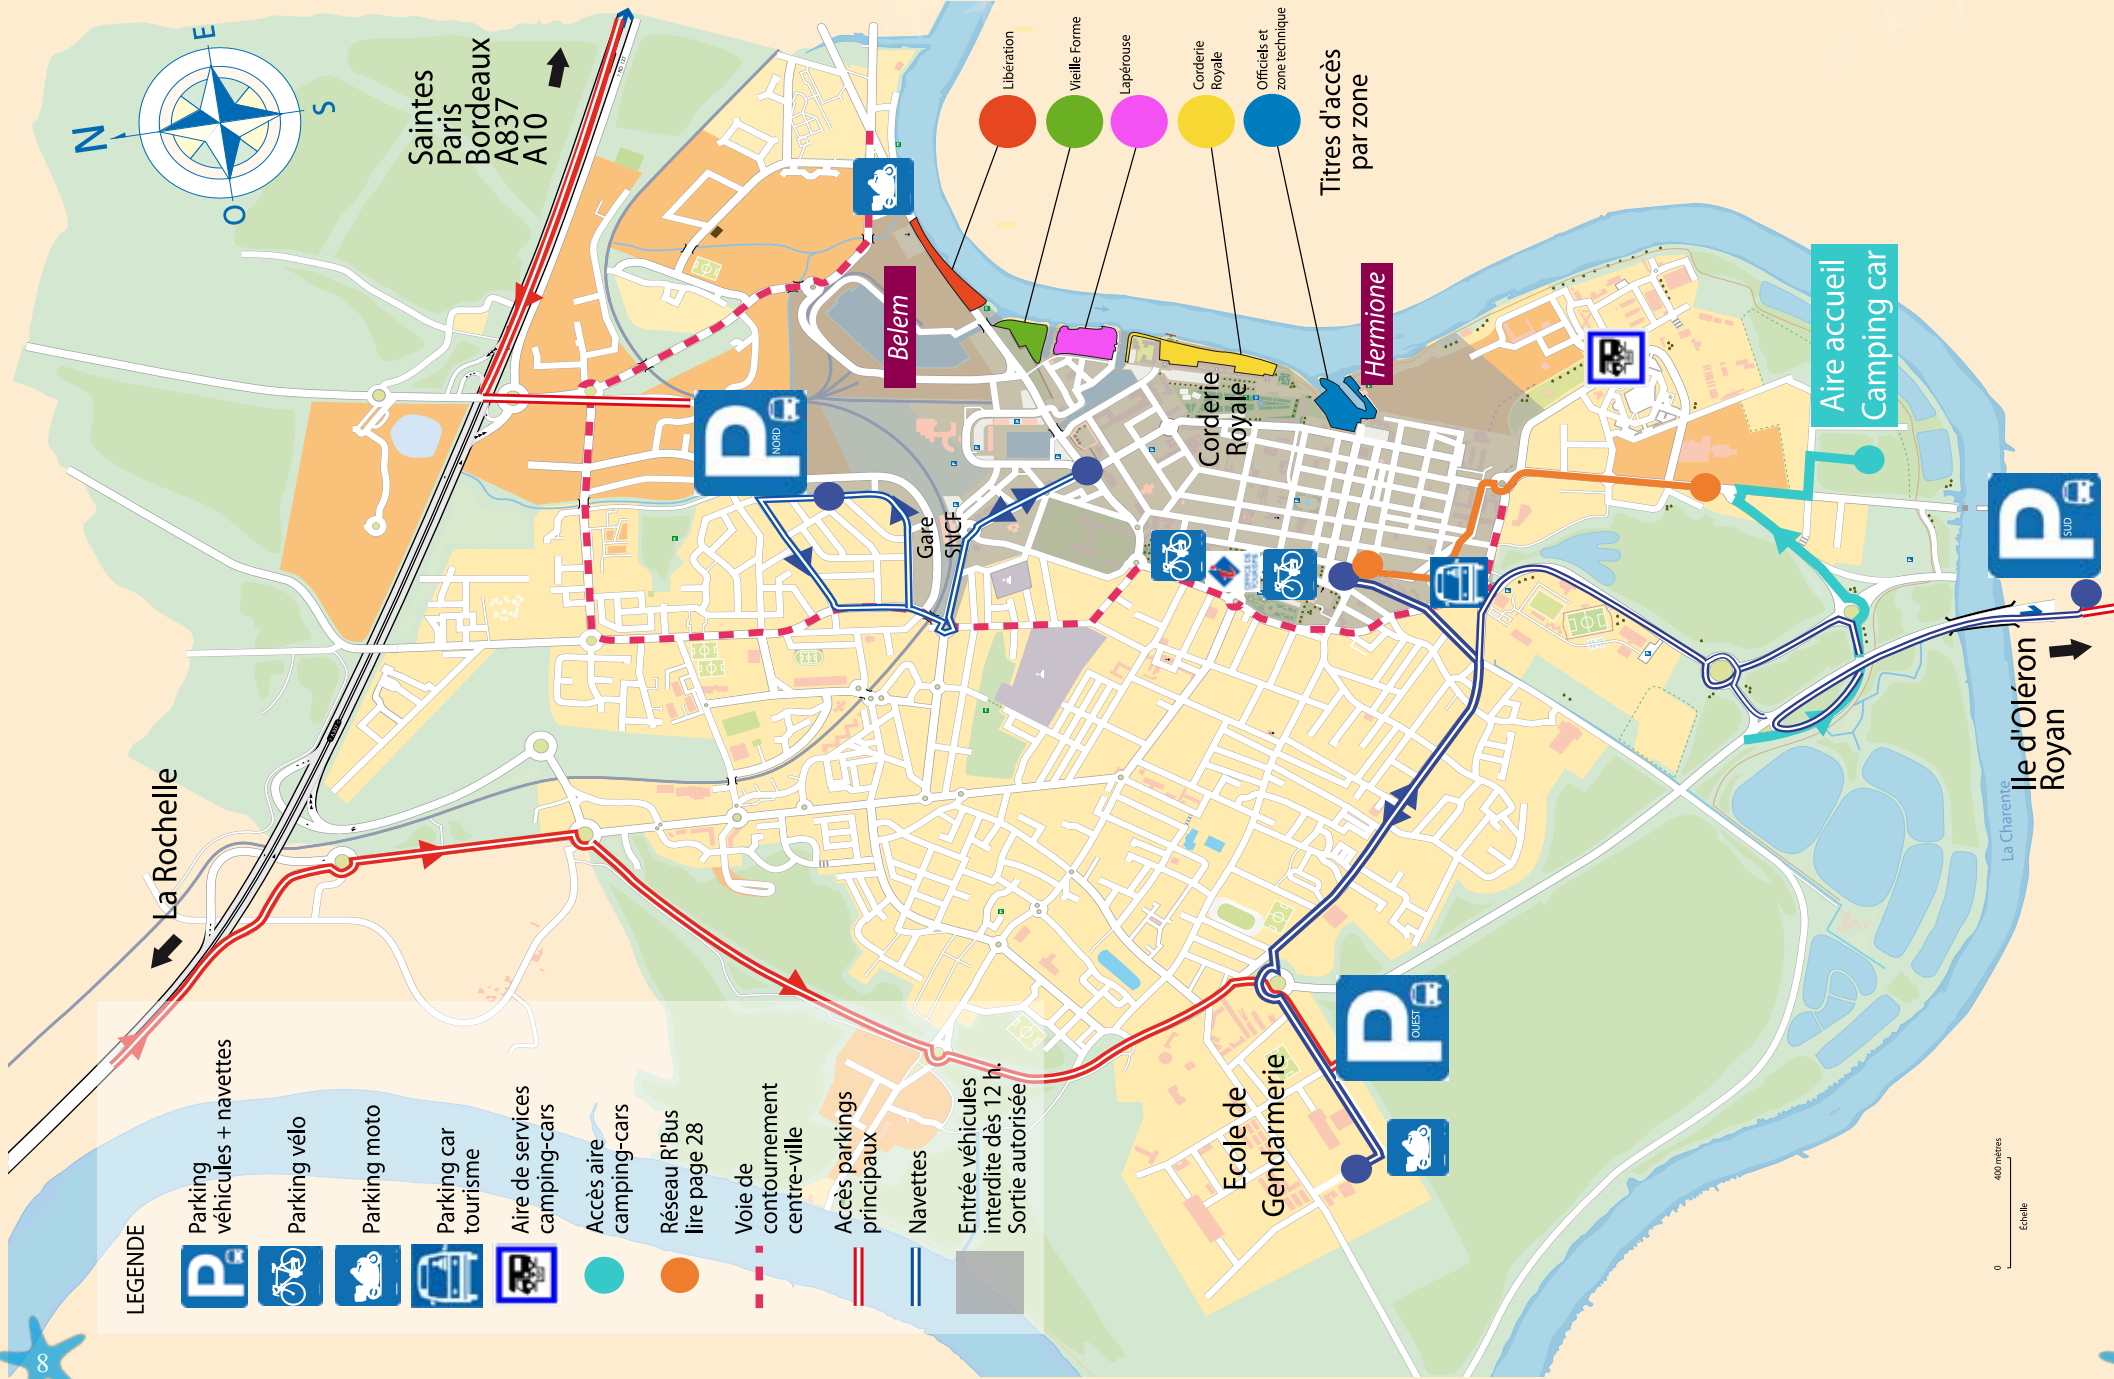 N
E
S
O
Saintes
Paris
Bordeaux
A837
A10
Libération
Vieille Forme
Lapérouse
Corderie
Royale
Officiels et
zone technique
Titres d'accès
par zone
Belem
Hermione
Corderie
Royale
Gare
SNCF
P
NORD
Aire accueil
Camping car
P
SUD
Ile d'Oléron
Royan
La Charente
La Rochelle
P
OUEST
Ecole de
Gendarmerie
OFFICE DE
TOURISME
LEGENDE
P
Parking
véhicules + navettes
Parking vélo
Parking moto
Parking car
tourisme
Aire de services
camping-cars
Accès aire
camping-cars
Réseau R'Bus
lire page 28
Voie de
contournement
centre-ville
Accès parkings
principaux
Navettes
Entrée véhicules
interdite dès 12 h.
Sortie autorisée
0
400 mètres
Échelle
8